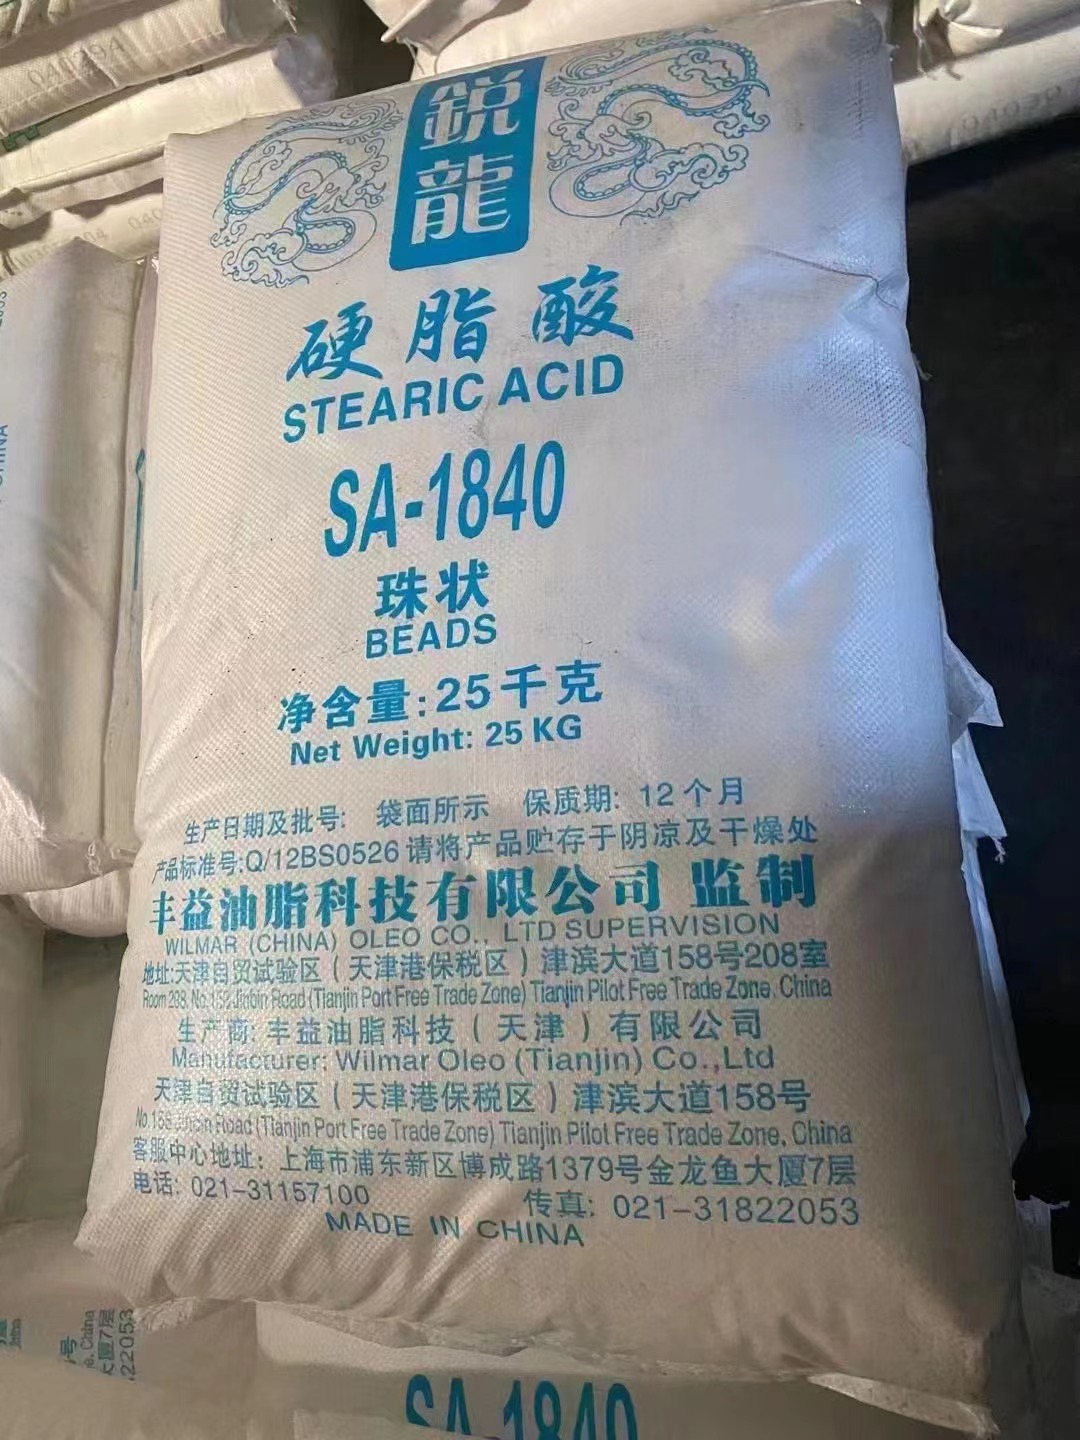 鋭龍
硬脂酸
STEARIC ACID
SA-1840
珠状
BEADS
净含量:25千克
Net Weight: 25 KG
生产日期及批号: 袋面所示 保质期: 12个月
产品标准号:Q/12BS0526 请将产品贮存于阴凉及干燥处
丰益油脂科技有限公司 监制
WILMAR (CHINA) OLEO CO., LTD SUPERVISION
地址:天津自贸试验区(天津港保税区)津滨大道158号208室
Room 208, No. 158 Jinbin Road (Tianjin Port Free Trade Zone) Tianjin Pilot Free Trade Zone, China
生产商: 丰益油脂科技(天津)有限公司
Manufacturer: Wilmar Oleo (Tianjin) Co.,Ltd
天津自贸试验区(天津港保税区)津滨大道158号
No.158 Jinbin Road (Tianjin Port Free Trade Zone) Tianjin Pilot Free Trade Zone, China
客服中心地址: 上海市浦东新区博成路1379号金龙鱼大厦7层
电话: 021-31157100 传真: 021-31822053
MADE IN CHINA
SA-1840